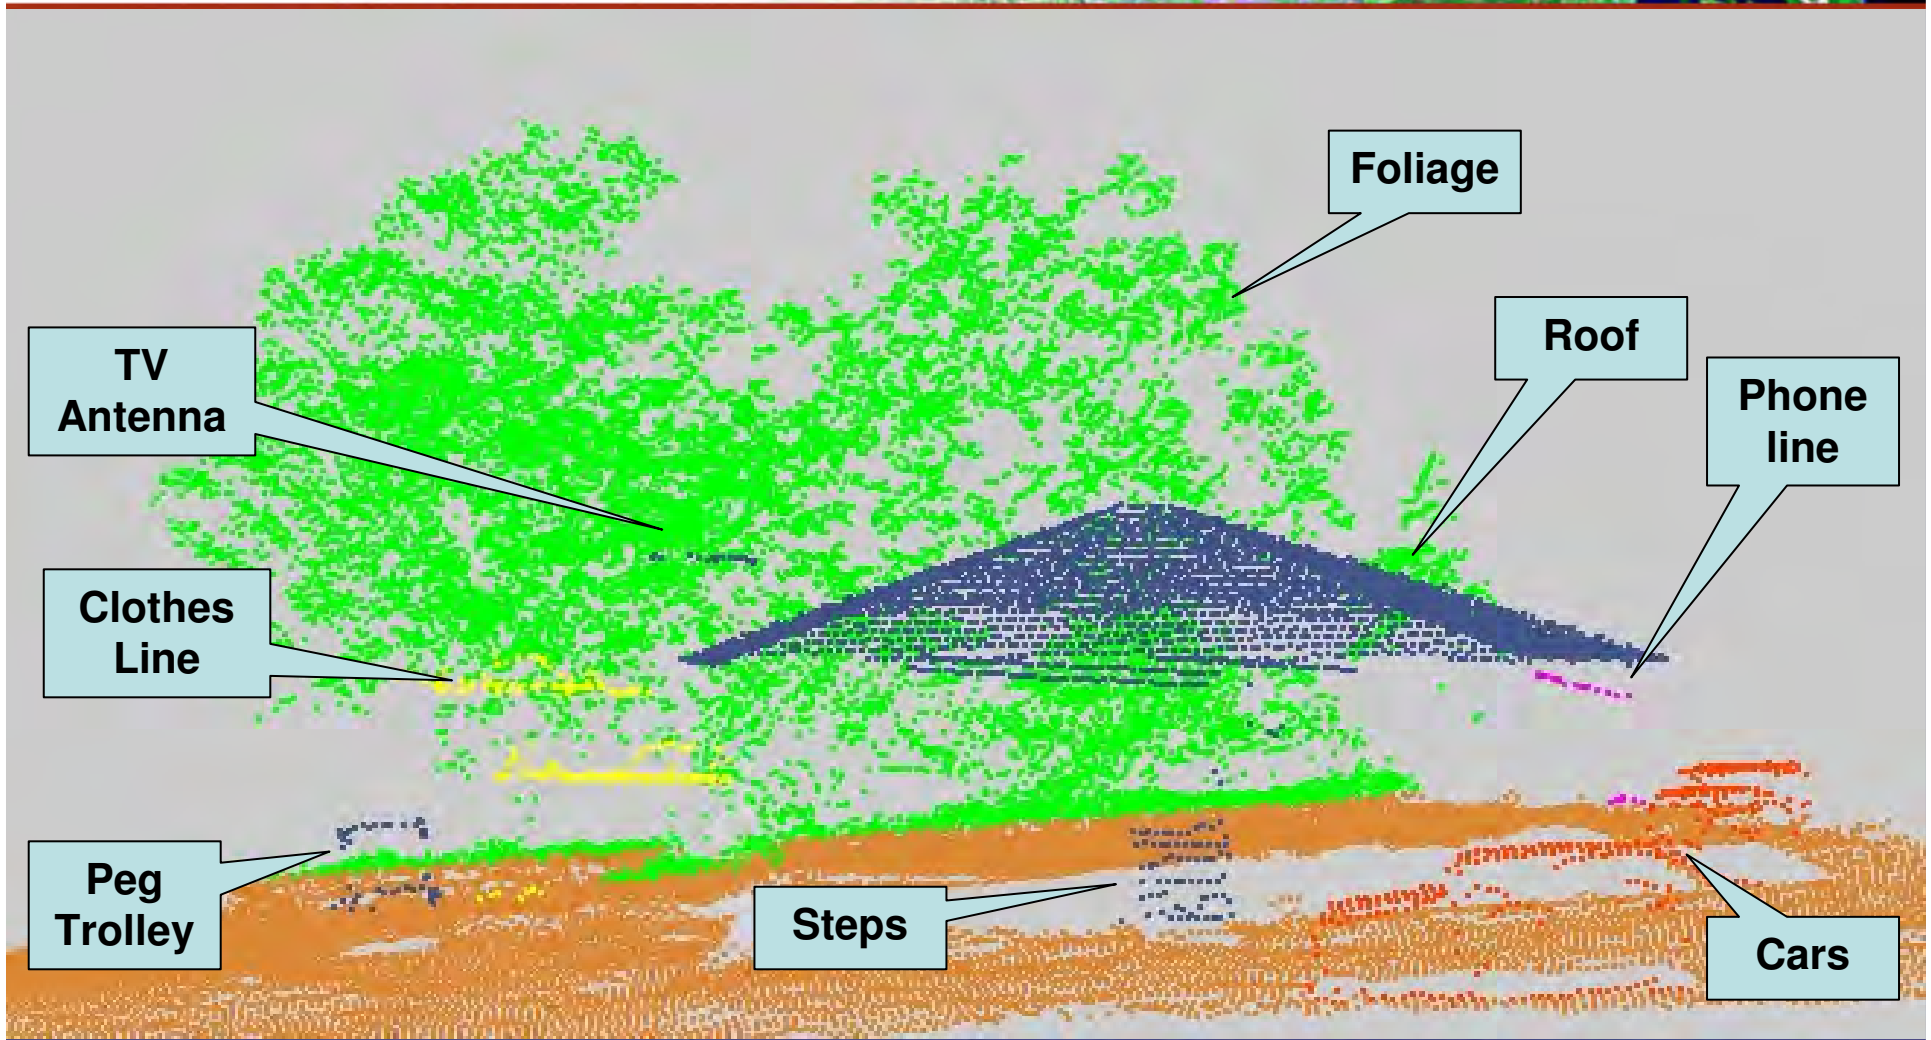 Foliage
Roof
TV
Antenna
Phone
line
Clothes
Line
Peg
Trolley
Steps
Cars